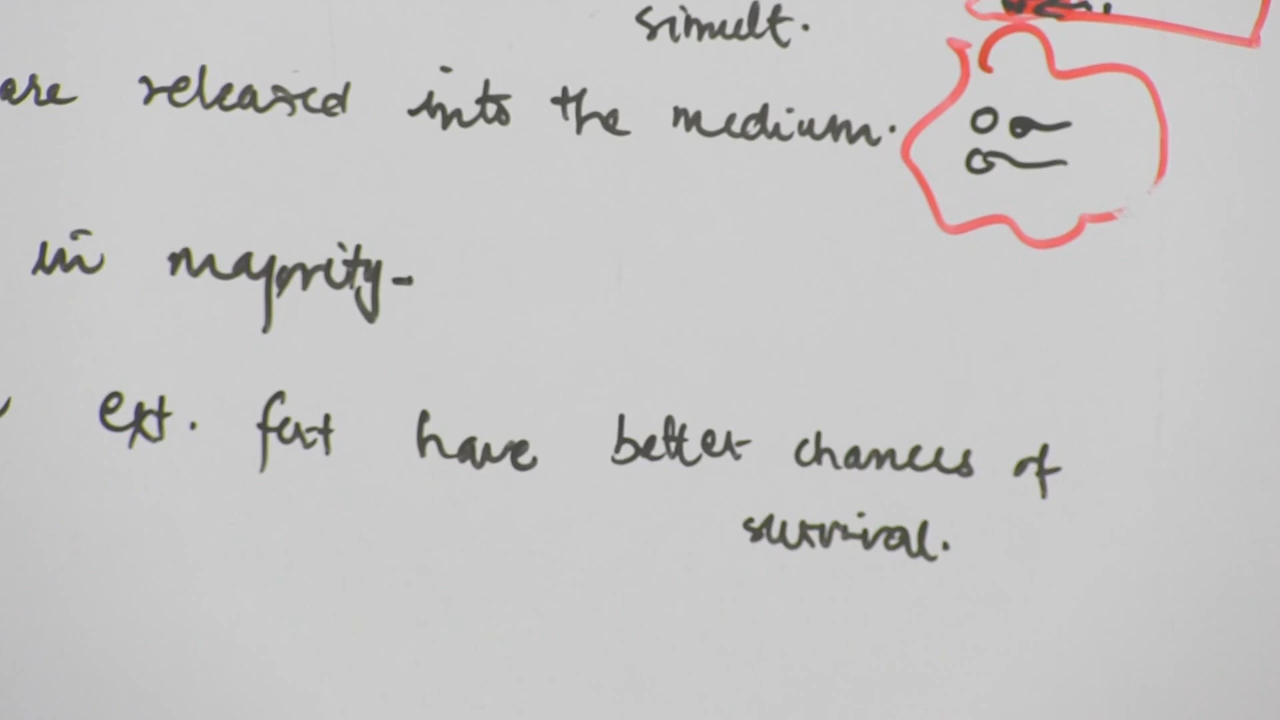 simult.
are released into the medium.
in majority-
ext. fert have better chances of
survival.